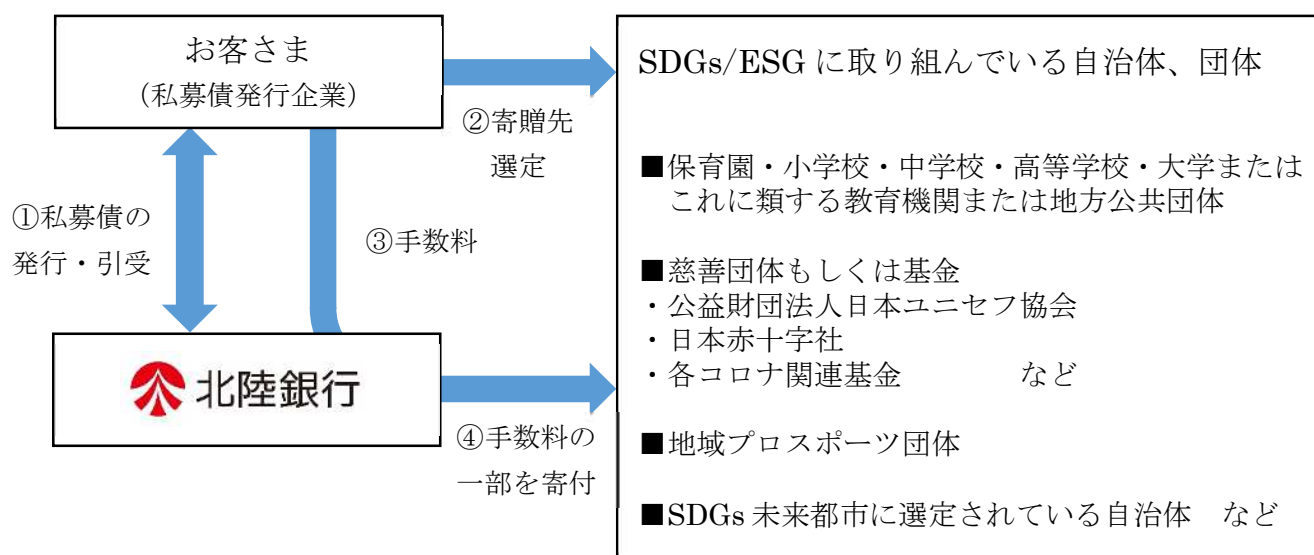 お客さま
（私募債発行企業）
②寄贈先
選定
①私募債の
発行・引受
③手数料
北陸銀行
④手数料の
一部を寄付
SDGs/ESG に取り組んでいる自治体、団体
■保育園・小学校・中学校・高等学校・大学または
これに類する教育機関または地方公共団体
■慈善団体もしくは基金
・公益財団法人日本ユニセフ協会
・日本赤十字社
・各コロナ関連基金　　　　など
■地域プロスポーツ団体
■SDGs 未来都市に選定されている自治体　など